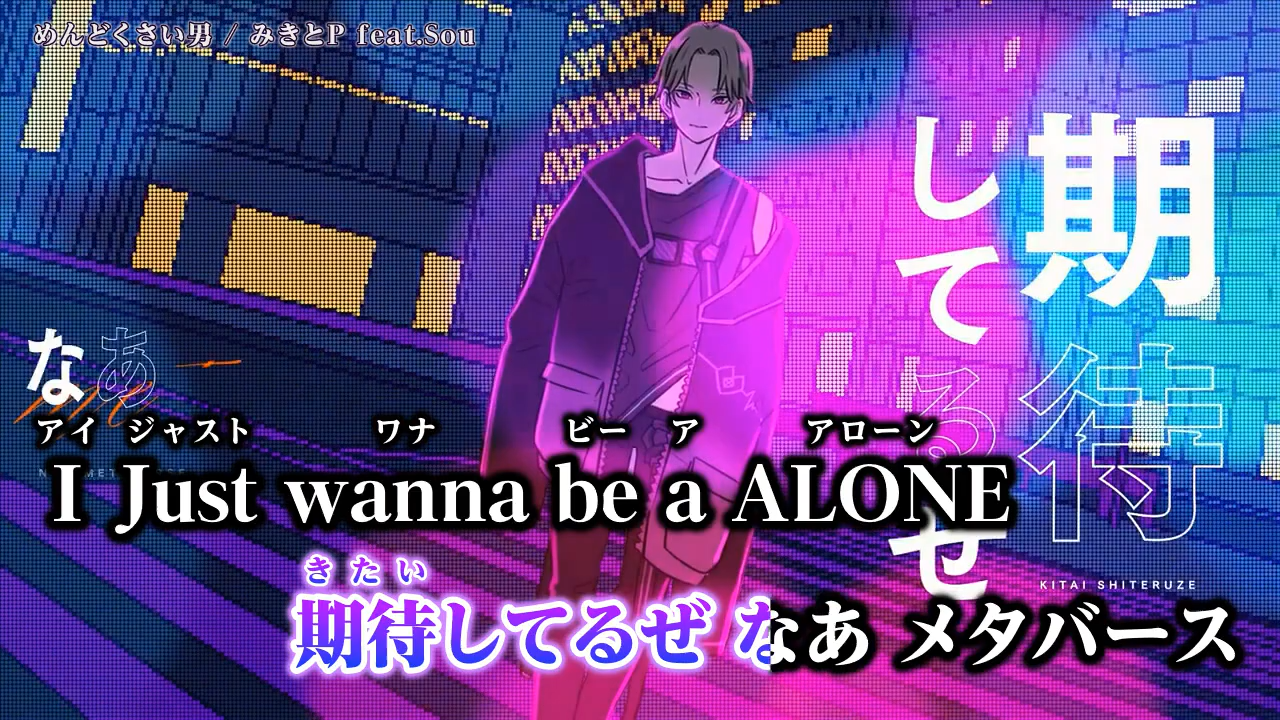 めんどくさい男 / みきとP feat.Sou
期待
してるぜ
KITAI SHITERUZE
なあ
アイ ジャスト ワナ ビー ア アローン
I Just wanna be a ALONE
きたい
期待してるぜ なあ メタバース